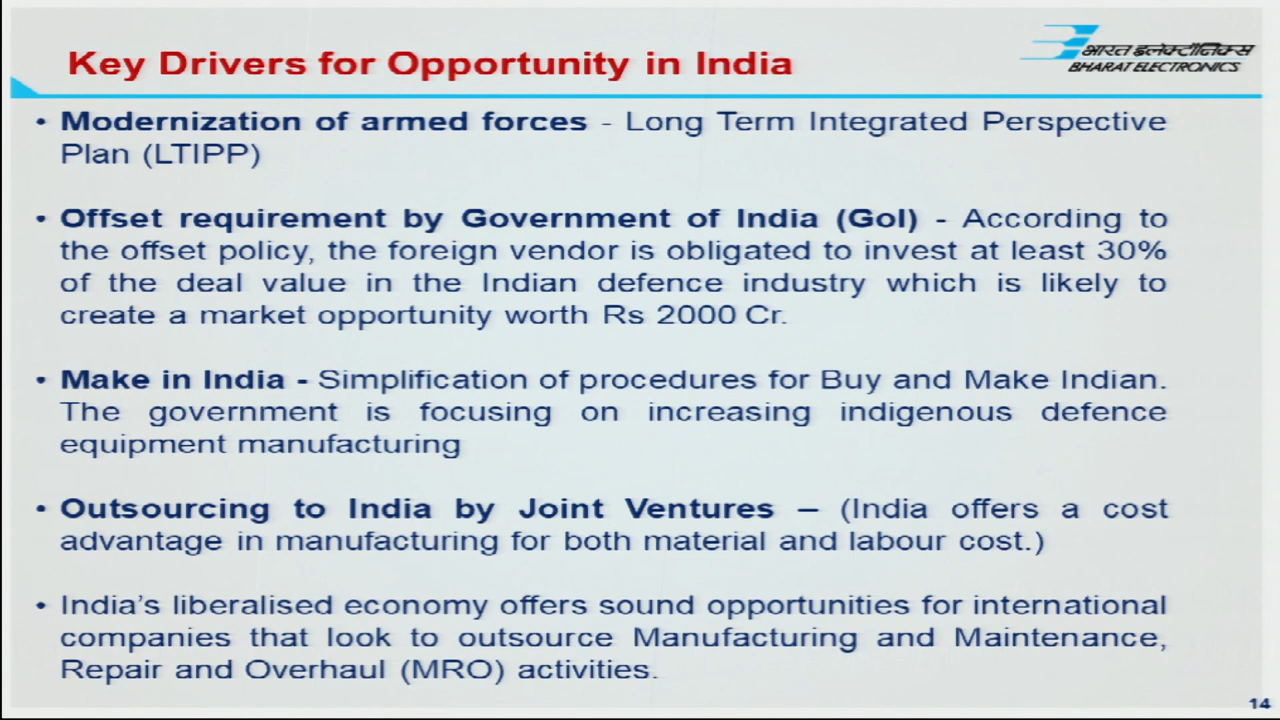 Key Drivers for Opportunity in India
भारत इलेक्ट्रॉनिक्स
BHARAT ELECTRONICS
• Modernization of armed forces - Long Term Integrated Perspective
Plan (LTIPP)
• Offset requirement by Government of India (GoI) - According to
the offset policy, the foreign vendor is obligated to invest at least 30%
of the deal value in the Indian defence industry which is likely to
create a market opportunity worth Rs 2000 Cr.
• Make in India - Simplification of procedures for Buy and Make Indian.
The government is focusing on increasing indigenous defence
equipment manufacturing
• Outsourcing to India by Joint Ventures – (India offers a cost
advantage in manufacturing for both material and labour cost.)
• India's liberalised economy offers sound opportunities for international
companies that look to outsource Manufacturing and Maintenance,
Repair and Overhaul (MRO) activities.
14